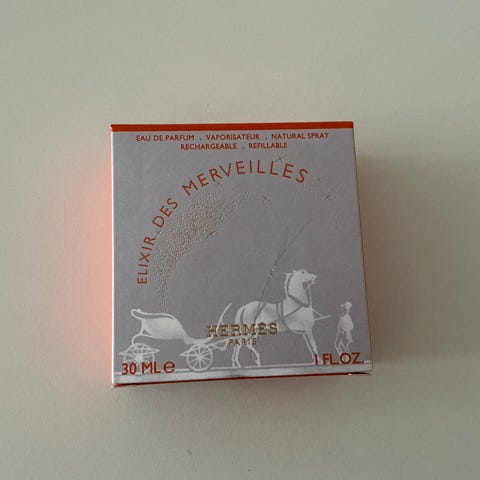 EAU DE PARFUM . VAPORISATEUR . NATURAL SPRAY
RECHARGEABLE . REFILLABLE
ELIXIR DES MERVEILLES
HERMÈS
PARIS
30 ML e 1 FL.OZ.